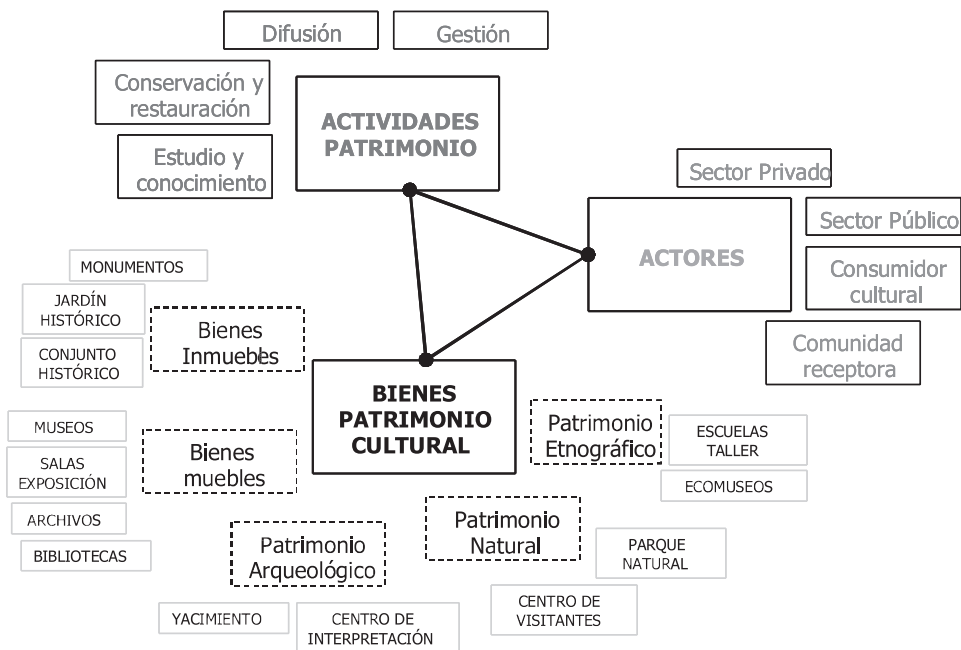 Difusión
Gestión
Conservación y
restauración
ACTIVIDADES
PATRIMONIO
Estudio y
conocimiento
Sector Privado
Sector Público
ACTORES
Consumidor
cultural
Comunidad
receptora
MONUMENTOS
JARDÍN
HISTÓRICO
Bienes
Inmuebles
CONJUNTO
HISTÓRICO
BIENES
PATRIMONIO
CULTURAL
MUSEOS
Bienes
muebles
SALAS
EXPOSICIÓN
ARCHIVOS
BIBLIOTECAS
Patrimonio
Etnográfico
ESCUELAS
TALLER
ECOMUSEOS
Patrimonio
Arqueológico
Patrimonio
Natural
PARQUE
NATURAL
YACIMIENTO
CENTRO DE
INTERPRETACIÓN
CENTRO DE
VISITANTES